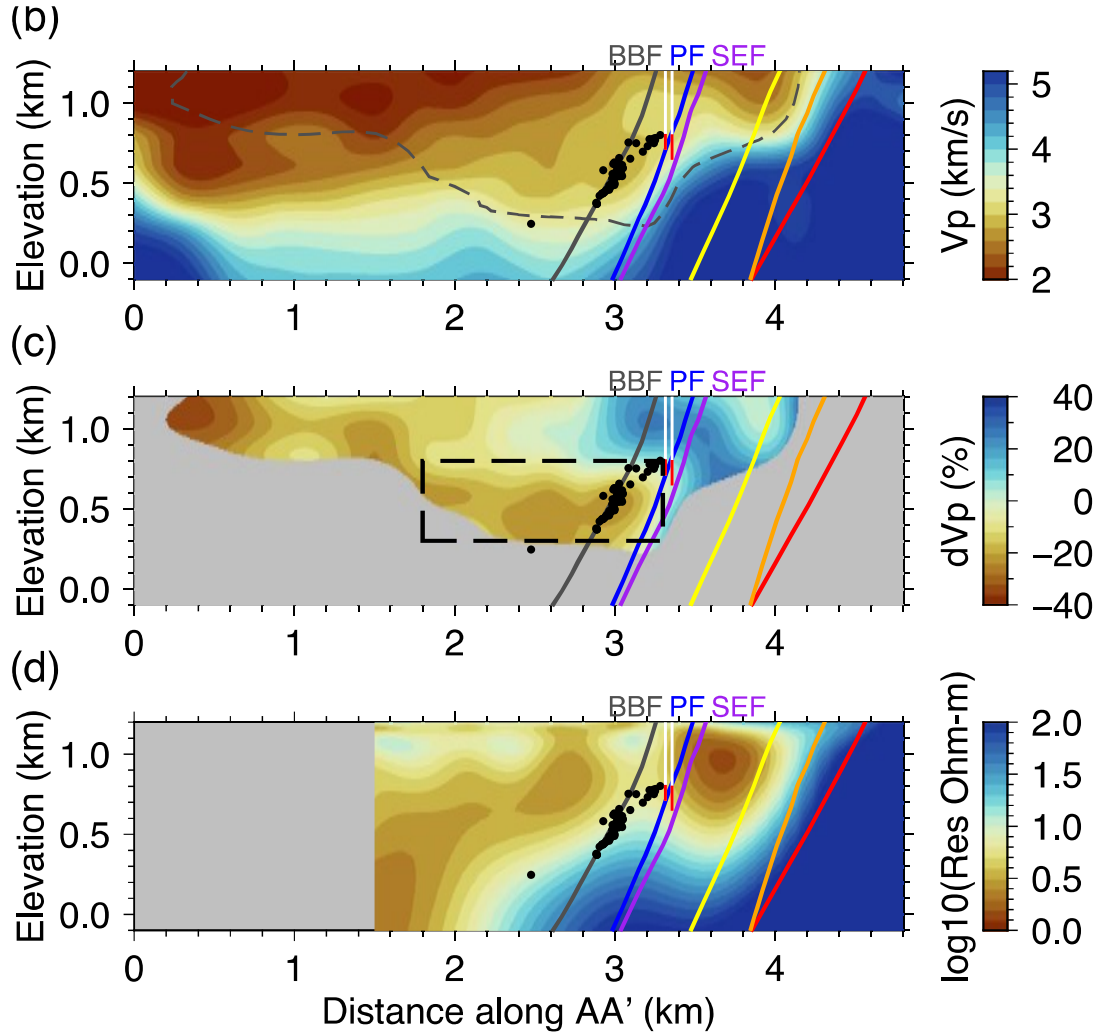 (b)
BBF PF SEF
Elevation (km)
1.0
0.5
0.0
0 1 2 3 4
Vp (km/s)
5
4
3
2
(c)
BBF PF SEF
Elevation (km)
1.0
0.5
0.0
0 1 2 3 4
dVp (%)
40
20
0
−20
−40
(d)
BBF PF SEF
Elevation (km)
1.0
0.5
0.0
0 1 2 3 4
Distance along AA' (km)
log10(Res Ohm-m)
2.0
1.5
1.0
0.5
0.0